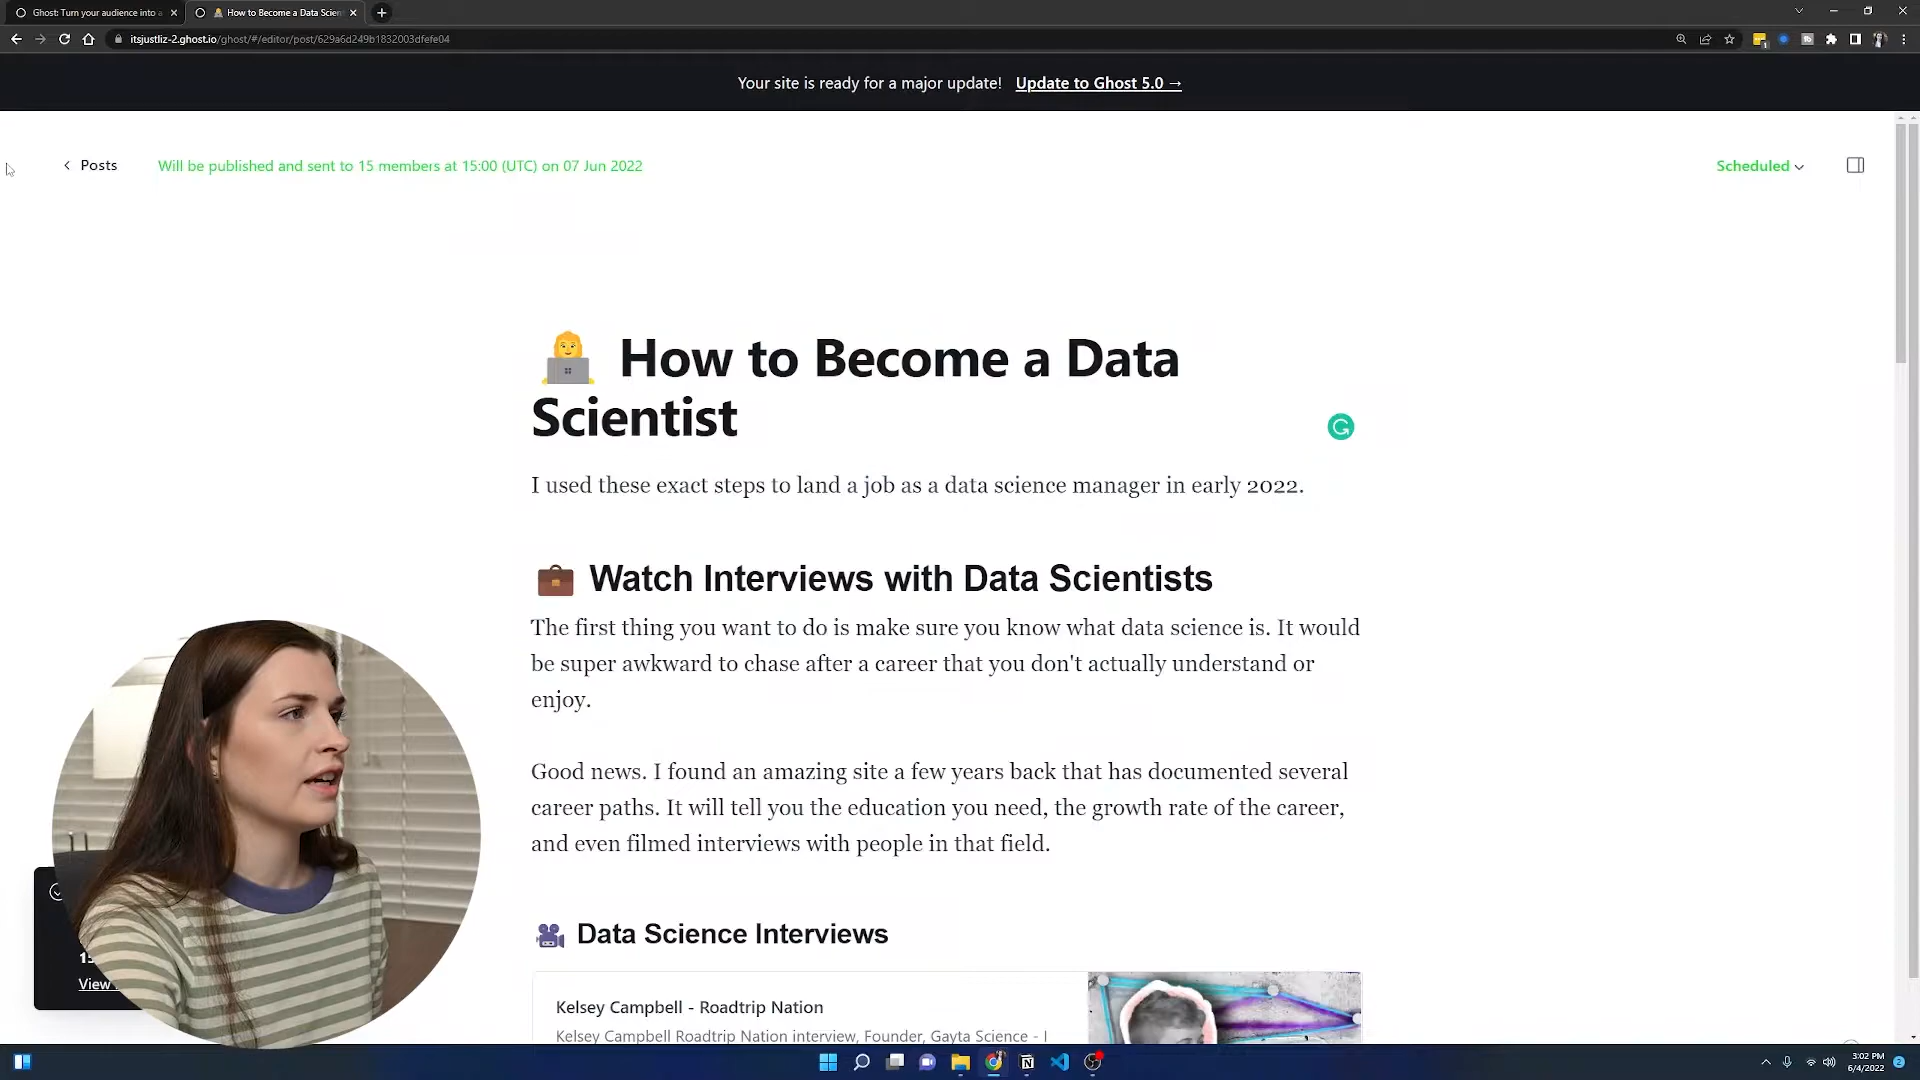 Ghost: Turn your audience into a
How to Become a Data Scien
itsjustliz-2.ghost.io/ghost/#/editor/post/629a6d249b1832003dfefe04
Your site is ready for a major update! Update to Ghost 5.0 →
Posts
Will be published and sent to 15 members at 15:00 (UTC) on 07 Jun 2022
Scheduled
How to Become a Data
Scientist
I used these exact steps to land a job as a data science manager in early 2022.
Watch Interviews with Data Scientists
The first thing you want to do is make sure you know what data science is. It would
be super awkward to chase after a career that you don't actually understand or
enjoy.
Good news. I found an amazing site a few years back that has documented several
career paths. It will tell you the education you need, the growth rate of the career,
and even filmed interviews with people in that field.
Data Science Interviews
Kelsey Campbell - Roadtrip Nation
Kelsey Campbell Roadtrip Nation interview, Founder, Gayta Science - I
View
3:02 PM
6/4/2022